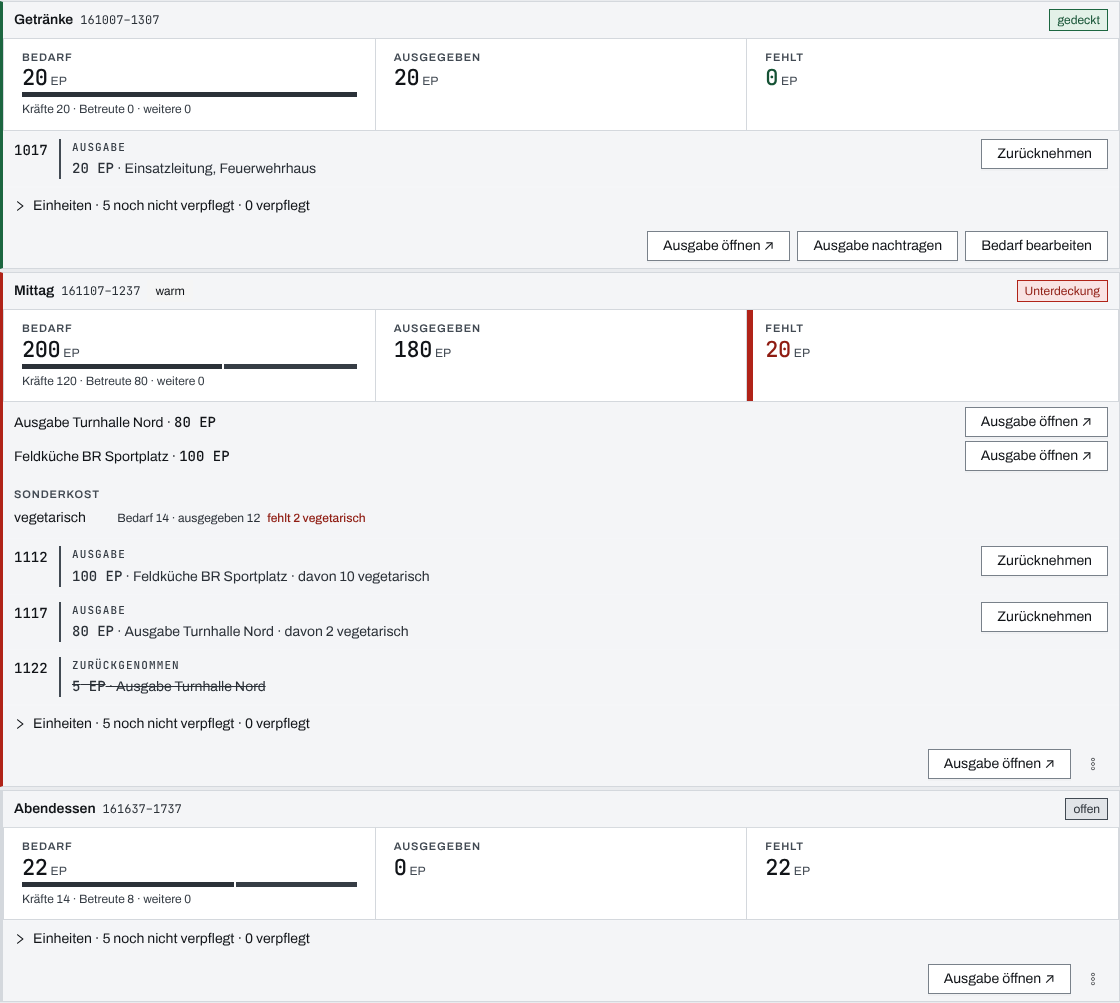 Getränke 161007–1307 gedeckt
BEDARF AUSGEGEBEN FEHLT
20 EP 20 EP 0 EP
Kräfte 20 · Betreute 0 · weitere 0
1017 AUSGABE Zurücknehmen
20 EP · Einsatzleitung, Feuerwehrhaus
Einheiten · 5 noch nicht verpflegt · 0 verpflegt
Ausgabe öffnen ↗ Ausgabe nachtragen Bedarf bearbeiten
Mittag 161107–1237 warm Unterdeckung
BEDARF AUSGEGEBEN FEHLT
200 EP 180 EP 20 EP
Kräfte 120 · Betreute 80 · weitere 0
Ausgabe Turnhalle Nord · 80 EP Ausgabe öffnen ↗
Feldküche BR Sportplatz · 100 EP Ausgabe öffnen ↗
SONDERKOST
vegetarisch Bedarf 14 · ausgegeben 12 fehlt 2 vegetarisch
1112 AUSGABE Zurücknehmen
100 EP · Feldküche BR Sportplatz · davon 10 vegetarisch
1117 AUSGABE Zurücknehmen
80 EP · Ausgabe Turnhalle Nord · davon 2 vegetarisch
1122 ZURÜCKGENOMMEN
5 EP · Ausgabe Turnhalle Nord
Einheiten · 5 noch nicht verpflegt · 0 verpflegt
Ausgabe öffnen ↗
Abendessen 161637–1737 offen
BEDARF AUSGEGEBEN FEHLT
22 EP 0 EP 22 EP
Kräfte 14 · Betreute 8 · weitere 0
Einheiten · 5 noch nicht verpflegt · 0 verpflegt
Ausgabe öffnen ↗